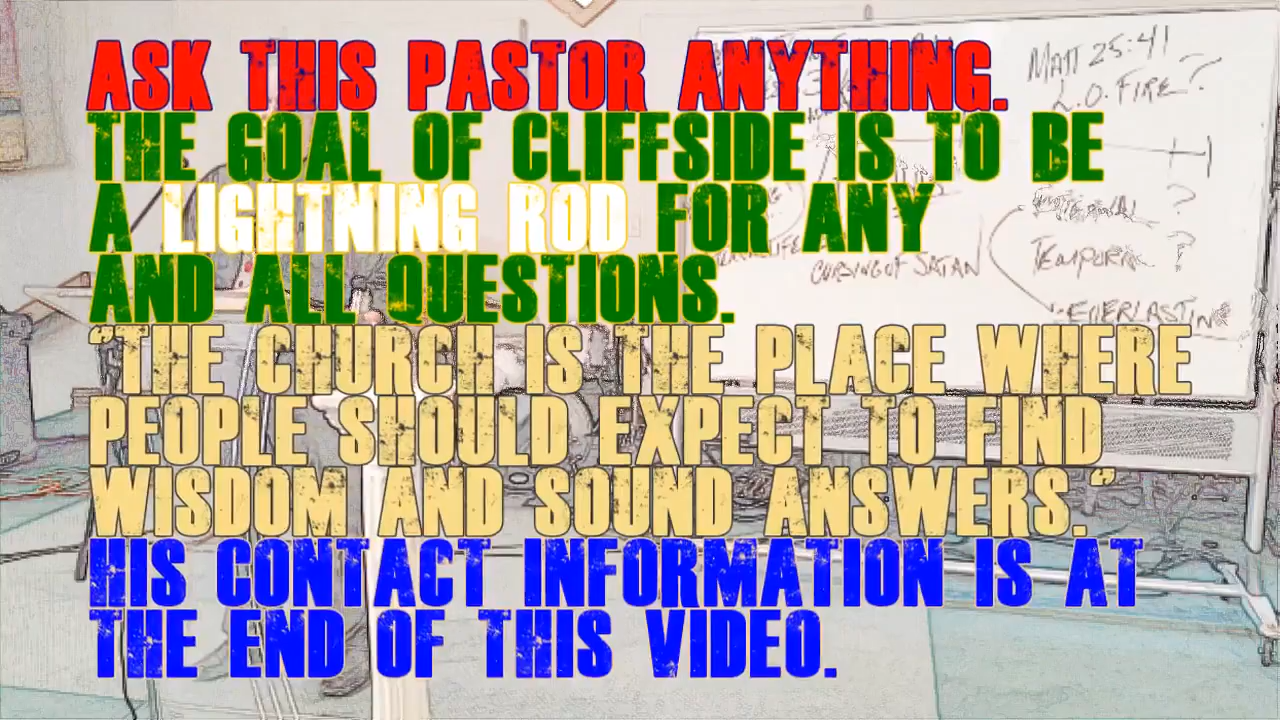 ASK THIS PASTOR ANYTHING.
THE GOAL OF CLIFFSIDE IS TO BE
A LIGHTNING ROD FOR ANY
AND ALL QUESTIONS.
"THE CHURCH IS THE PLACE WHERE
PEOPLE SHOULD EXPECT TO FIND
WISDOM AND SOUND ANSWERS."
HIS CONTACT INFORMATION IS AT
THE END OF THIS VIDEO.
MATT 25:41
L.O. FIRE?
ETERNAL ?
TEMPORAL ?
EVERLASTING
CURSING OF SATAN